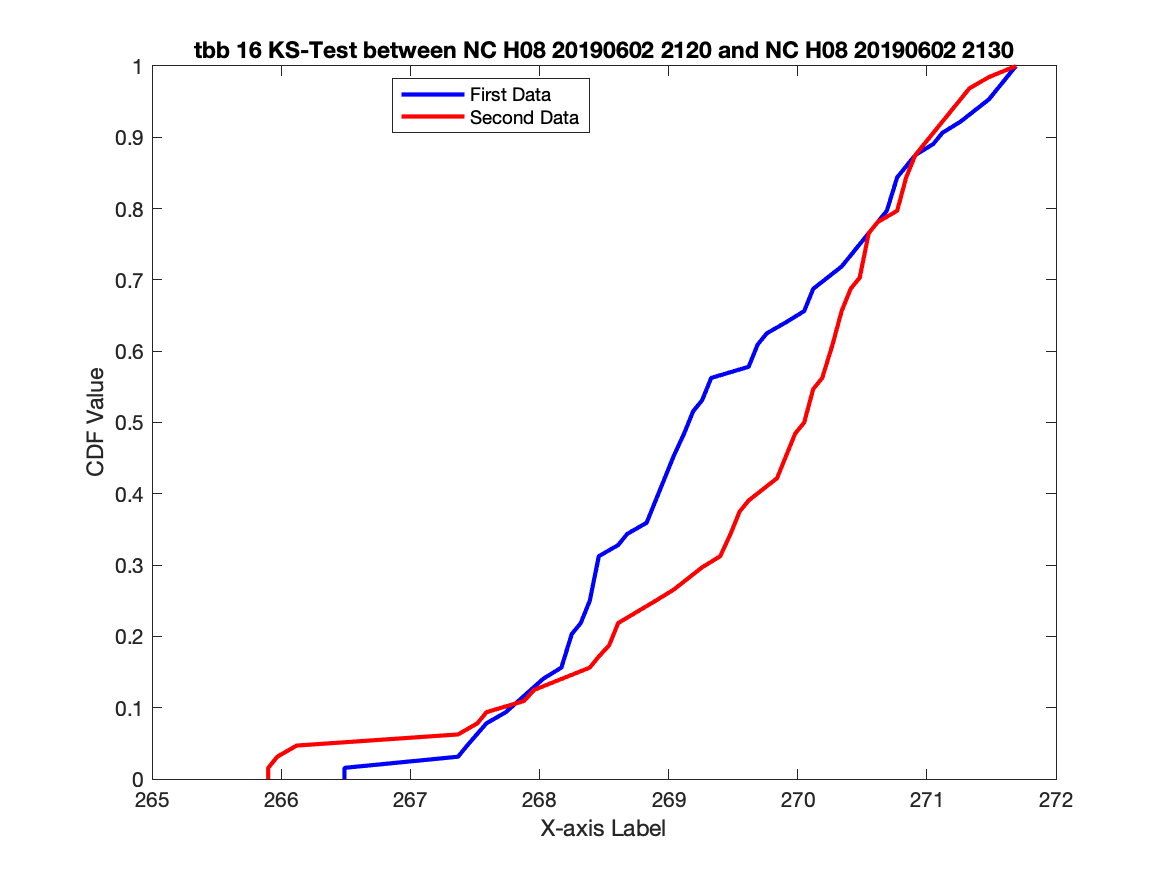 tbb 16 KS-Test between NC H08 20190602 2120 and NC H08 20190602 2130
First Data
Second Data
1
0.9
0.8
0.7
0.6
0.5
0.4
0.3
0.2
0.1
0
CDF Value
265 266 267 268 269 270 271 272
X-axis Label